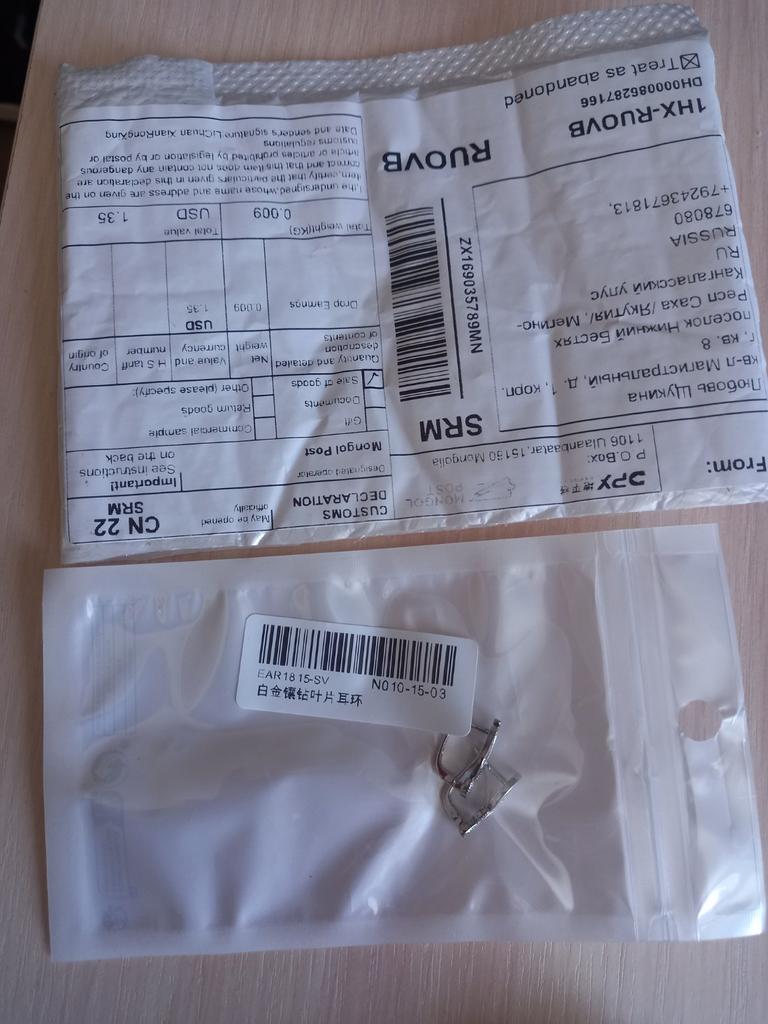 From:
DPX
MONGOL
POST
P.O.Box:
1106 Ulaanbaatar,15160 Mongolia
SRM
Любовь Щукина
кв-л Магистральный, д. 1, корп.
г, кв. 8
поселок Нижний Бестях
Респ Саха /Якутия/, Мегино-
Кангаласский улус
RU
RUSSIA
678080
+79243671813,
ZX169035789MN
RUOVB
1HX-RUOVB
DH0000086287166
Treat as abandoned
CUSTOMS
DECLARATION
May be opened
officially
CN 22
SRM
Designated operator
Mongol Post
Important!
See instructions
on the back
Gift
Commercial sample
Documents
Return goods
Sale of goods
Other (please specify):
Quantity and detailed
description
of contents
Net
weight
Value and
currency
H S tariff
number
Country
of origin
USD
Drop Earrings
0.009
1.35
Total weight(KG)
Total value
0.009
USD
1.35
I,the undersigned whose name and address are given on the
item,certify that the particulars given in this declaration are
correct and that this item does not contain any dangerous
article or articles prohibited by legislation or by postal or
customs regulations
Date and sender's signature LiChuan XianRongXing
EAR1815-SV
N010-15-03
白金镶钻叶片耳环